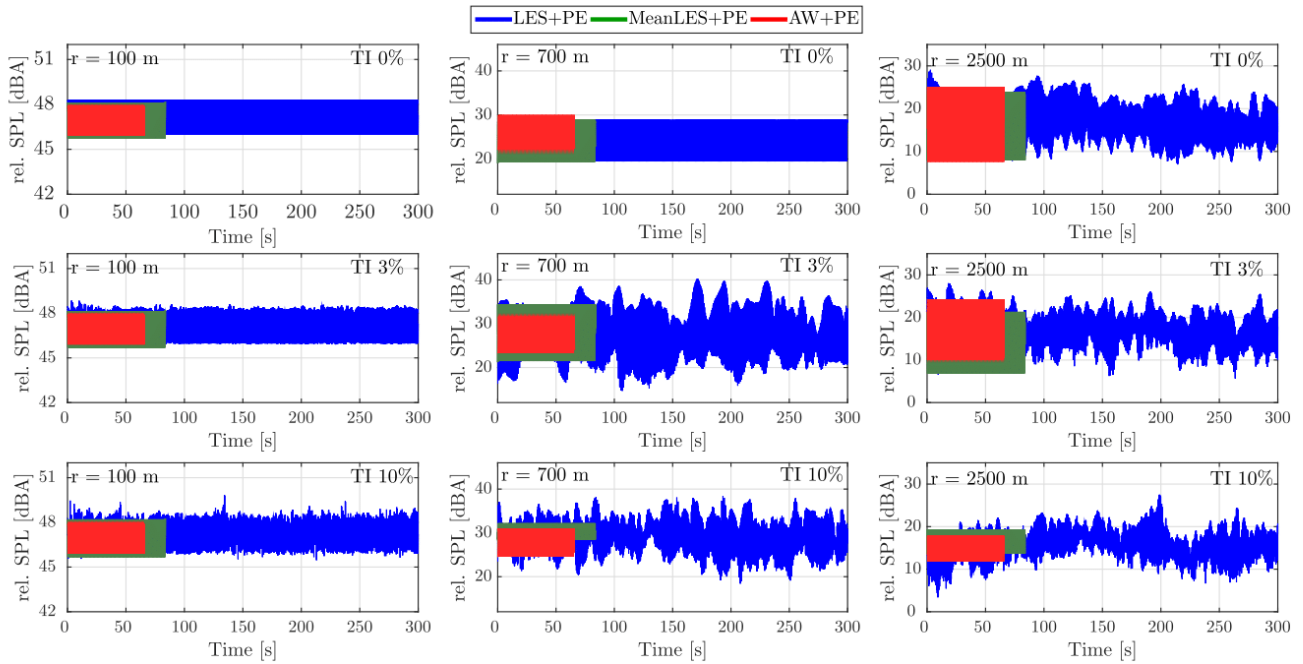 LES+PE MeanLES+PE AW+PE
r = 100 m TI 0%
rel. SPL [dBA]
51
48
45
42
0 50 100 150 200 250 300
Time [s]
r = 700 m TI 0%
rel. SPL [dBA]
40
30
20
0 50 100 150 200 250 300
Time [s]
r = 2500 m TI 0%
rel. SPL [dBA]
30
20
10
0
0 50 100 150 200 250 300
Time [s]
r = 100 m TI 3%
rel. SPL [dBA]
51
48
45
42
0 50 100 150 200 250 300
Time [s]
r = 700 m TI 3%
rel. SPL [dBA]
40
30
20
0 50 100 150 200 250 300
Time [s]
r = 2500 m TI 3%
rel. SPL [dBA]
30
20
10
0
0 50 100 150 200 250 300
Time [s]
r = 100 m TI 10%
rel. SPL [dBA]
51
48
45
42
0 50 100 150 200 250 300
Time [s]
r = 700 m TI 10%
rel. SPL [dBA]
40
30
20
0 50 100 150 200 250 300
Time [s]
r = 2500 m TI 10%
rel. SPL [dBA]
30
20
10
0
0 50 100 150 200 250 300
Time [s]